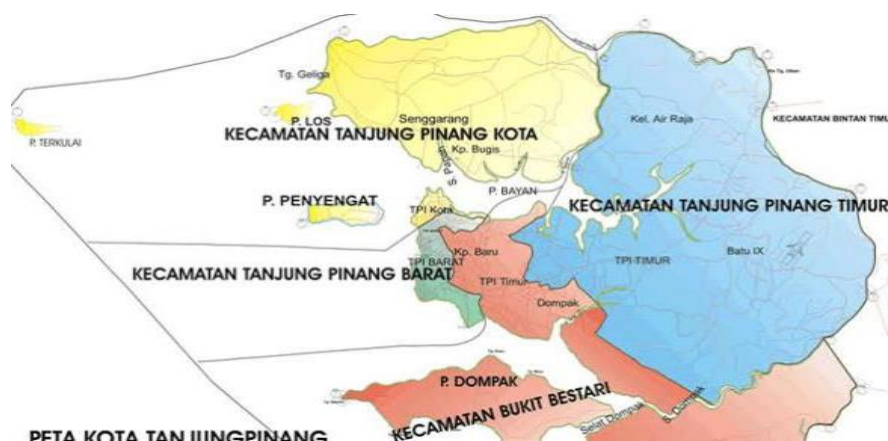 Tg. Geliga
P. TERKULAI
P. LOS
Senggarang
KECAMATAN TANJUNG PINANG KOTA
Kp. Bugis
Kel. Air Raja
KECAMATAN BINTAN TIMU
P. BAYAN
P. PENYENGAT
TPI Kota
KECAMATAN TANJUNG PINANG TIMUR
Kp. Baru
TPI BARAT
KECAMATAN TANJUNG PINANG BARAT
TPI Timur
TPI-TIMUR
Batu IX
Dompak
P. DOMPAK
KECAMATAN BUKIT BESTARI
Selat Dompak
S. Dompak
PETA KOTA TANJUNGPINANG